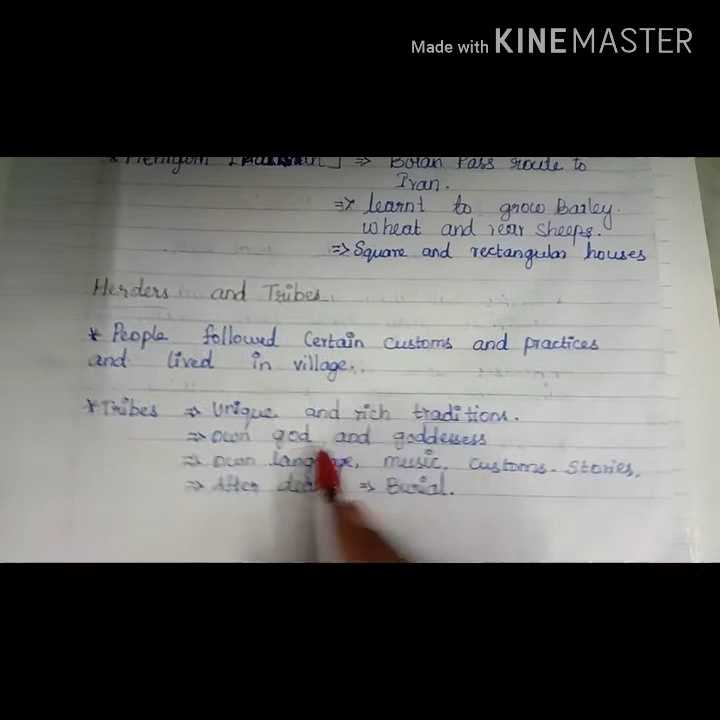 Made with KINEMASTER
⇒ Bolan Pass route to
Iran.
⇒* learnt to grow Barley.
wheat and rear sheeps.
⇒ Square and rectangular houses
Herders and Tribes.
* People followed certain customs and practices
and lived in village..
* Tribes ⇒ Unique and rich traditions.
⇒ own god and goddessess
⇒ own music, customs. stories,
⇒ After ⇒ Burial.